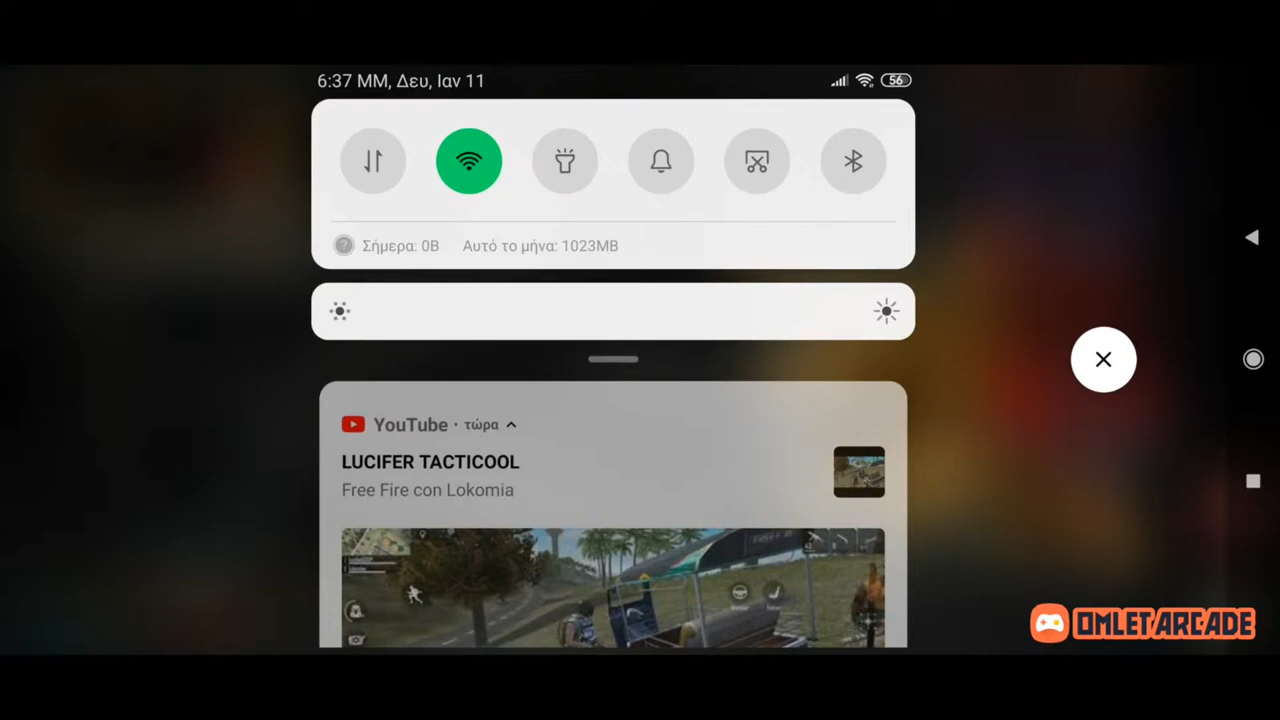 6:37 ΜΜ, Δευ, Ιαν 11
56
Σήμερα: 0B Αυτό το μήνα: 1023MB
YouTube · τώρα
LUCIFER TACTICOOL
Free Fire con Lokomia
OMLET ARCADE